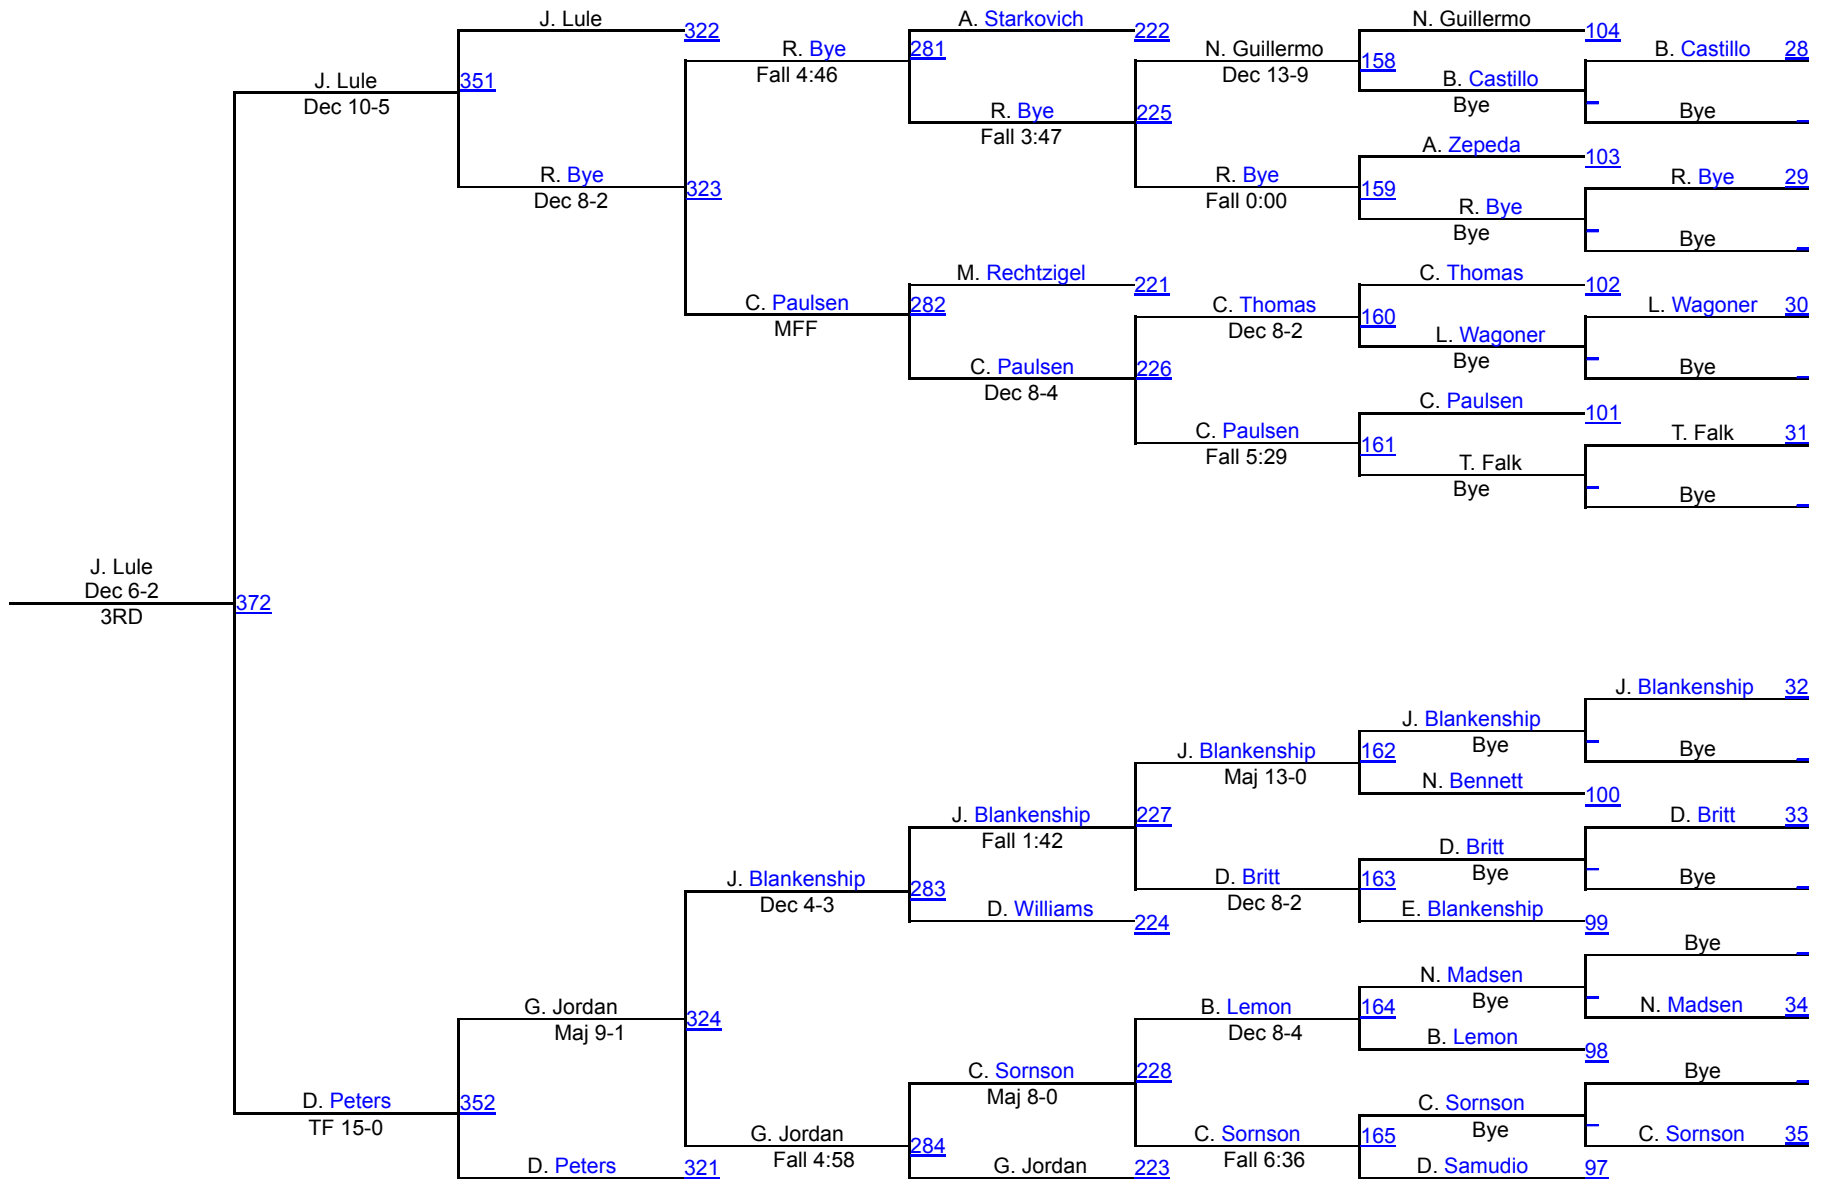 J. Lule
322
A. Starkovich
222
N. Guillermo
104
R. Bye
281
N. Guillermo
B. Castillo 28
Fall 4:46
Dec 13-9
158
J. Lule
351
B. Castillo
Dec 10-5
Bye
R. Bye
225
Bye
Fall 3:47
A. Zepeda
103
R. Bye
323
R. Bye
159
R. Bye 29
Dec 8-2
Fall 0:00
R. Bye
Bye
Bye
M. Rechtzigel
221
C. Thomas
102
C. Paulsen
282
C. Thomas
160
L. Wagoner 30
MFF
Dec 8-2
L. Wagoner
Bye
C. Paulsen
226
Bye
Dec 8-4
C. Paulsen
101
C. Paulsen
161
T. Falk 31
Fall 5:29
T. Falk
Bye
Bye
J. Lule
Dec 6-2
372
3RD
J. Blankenship 32
J. Blankenship
Bye
J. Blankenship
162
Bye
Maj 13-0
N. Bennett
100
J. Blankenship
227
D. Britt 33
Fall 1:42
D. Britt
Bye
J. Blankenship
283
D. Britt
163
Bye
Dec 4-3
Dec 8-2
D. Williams
224
E. Blankenship
99
Bye
N. Madsen
Bye
G. Jordan
324
B. Lemon
164
N. Madsen 34
Maj 9-1
Dec 8-4
B. Lemon
98
C. Sornson
228
Bye
Maj 8-0
D. Peters
352
C. Sornson
TF 15-0
Bye
G. Jordan
284
C. Sornson
165
C. Sornson 35
Fall 4:58
Fall 6:36
D. Peters
321
G. Jordan
223
D. Samudio
97